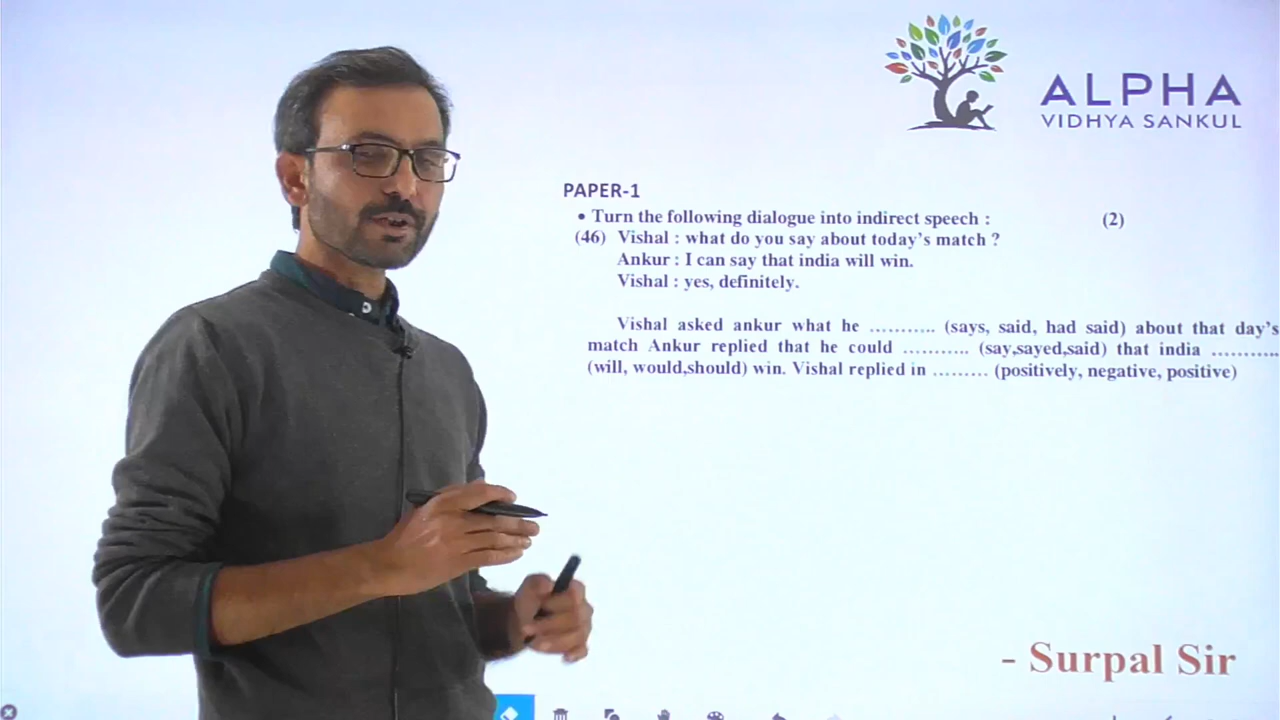 ALPHA
VIDHYA SANKUL
PAPER-1
• Turn the following dialogue into indirect speech : (2)
(46) Vishal : what do you say about today's match ?
Ankur : I can say that india will win.
Vishal : yes, definitely.
Vishal asked ankur what he ........... (says, said, had said) about that day's
match Ankur replied that he could ........... (say,sayed,said) that india ...........
(will, would,should) win. Vishal replied in ......... (positively, negative, positive)
- Surpal Sir